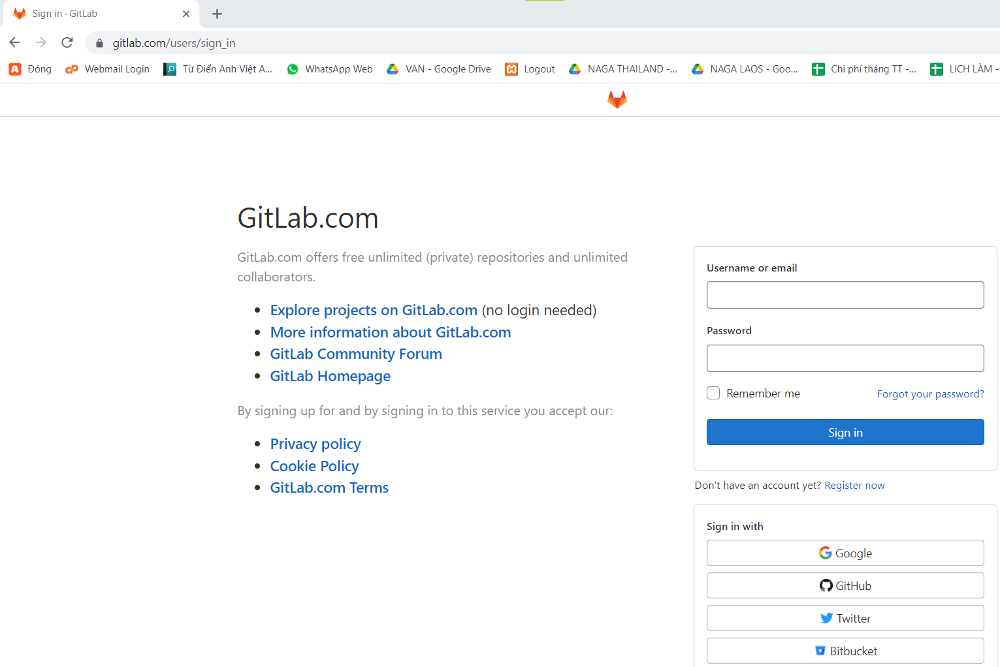 Sign in · GitLab
gitlab.com/users/sign_in
Đóng
Webmail Login
Từ Điển Anh Việt A...
WhatsApp Web
VAN - Google Drive
Logout
NAGA THAILAND -...
NAGA LAOS - Goo...
Chi phí tháng TT -...
LICH LÀM -
GitLab.com
GitLab.com offers free unlimited (private) repositories and unlimited
collaborators.
Explore projects on GitLab.com (no login needed)
More information about GitLab.com
GitLab Community Forum
GitLab Homepage
By signing up for and by signing in to this service you accept our:
Privacy policy
Cookie Policy
GitLab.com Terms
Username or email
Password
Remember me
Forgot your password?
Sign in
Don't have an account yet? Register now
Sign in with
Google
GitHub
Twitter
Bitbucket